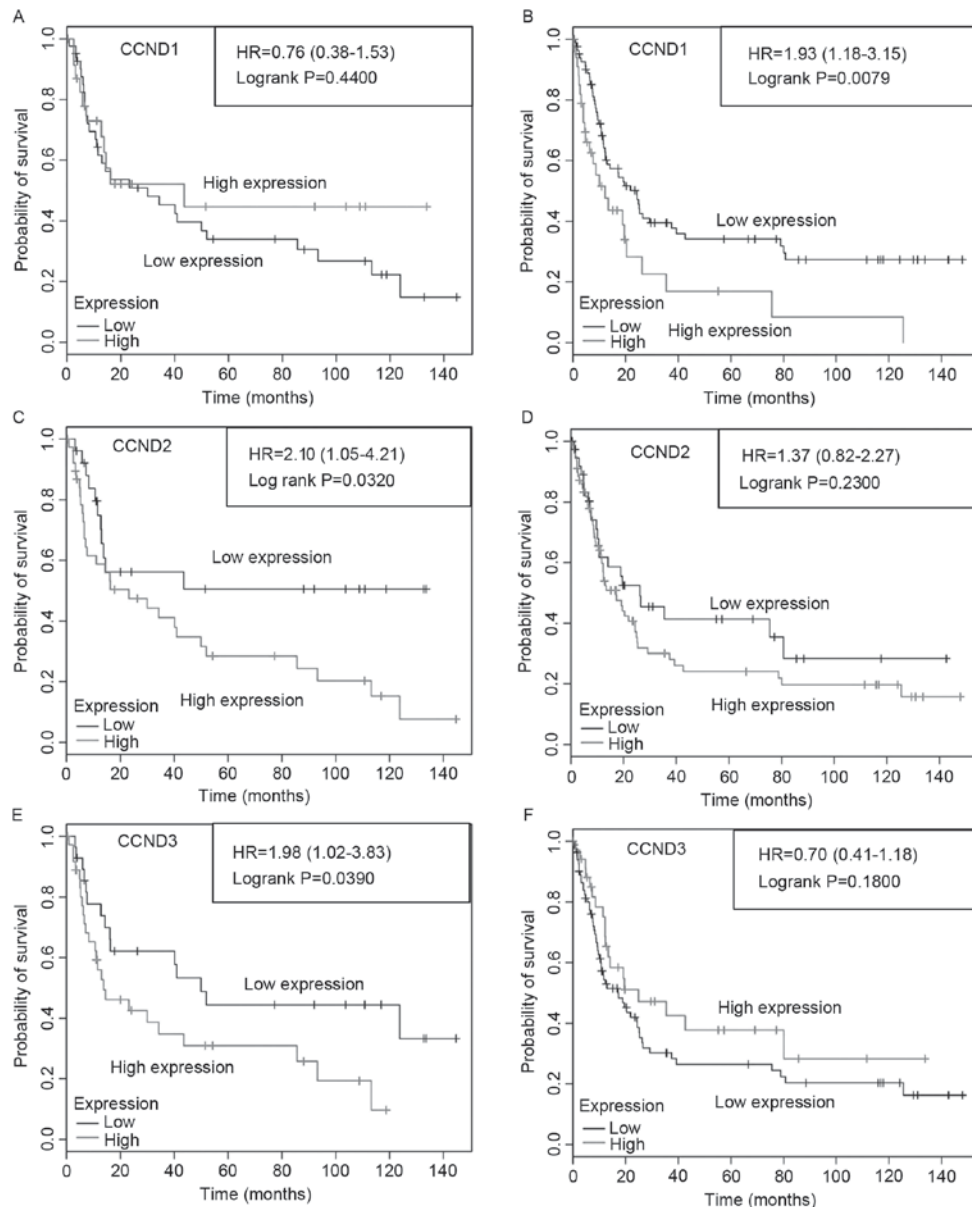 A
CCND1
HR=0.76 (0.38-1.53)
Logrank P=0.4400
High expression
Low expression
Expression
Low
High
Probability of survival
0.0 0.2 0.4 0.6 0.8 1.0
0 20 40 60 80 100 120 140
Time (months)
B
CCND1
HR=1.93 (1.18-3.15)
Logrank P=0.0079
Low expression
High expression
Expression
Low
High
Probability of survival
0.0 0.2 0.4 0.6 0.8 1.0
0 20 40 60 80 100 120 140
Time (months)
C
CCND2
HR=2.10 (1.05-4.21)
Log rank P=0.0320
Low expression
High expression
Expression
Low
High
Probability of survival
0.0 0.2 0.4 0.6 0.8 1.0
0 20 40 60 80 100 120 140
Time (months)
D
CCND2
HR=1.37 (0.82-2.27)
Logrank P=0.2300
Low expression
High expression
Expression
Low
High
Probability of survival
0.0 0.2 0.4 0.6 0.8 1.0
0 20 40 60 80 100 120 140
Time (months)
E
CCND3
HR=1.98 (1.02-3.83)
Logrank P=0.0390
Low expression
High expression
Expression
Low
High
Probability of survival
0.0 0.2 0.4 0.6 0.8 1.0
0 20 40 60 80 100 120 140
Time (months)
F
CCND3
HR=0.70 (0.41-1.18)
Logrank P=0.1800
High expression
Low expression
Expression
Low
High
Probability of survival
0.0 0.2 0.4 0.6 0.8 1.0
0 20 40 60 80 100 120 140
Time (months)